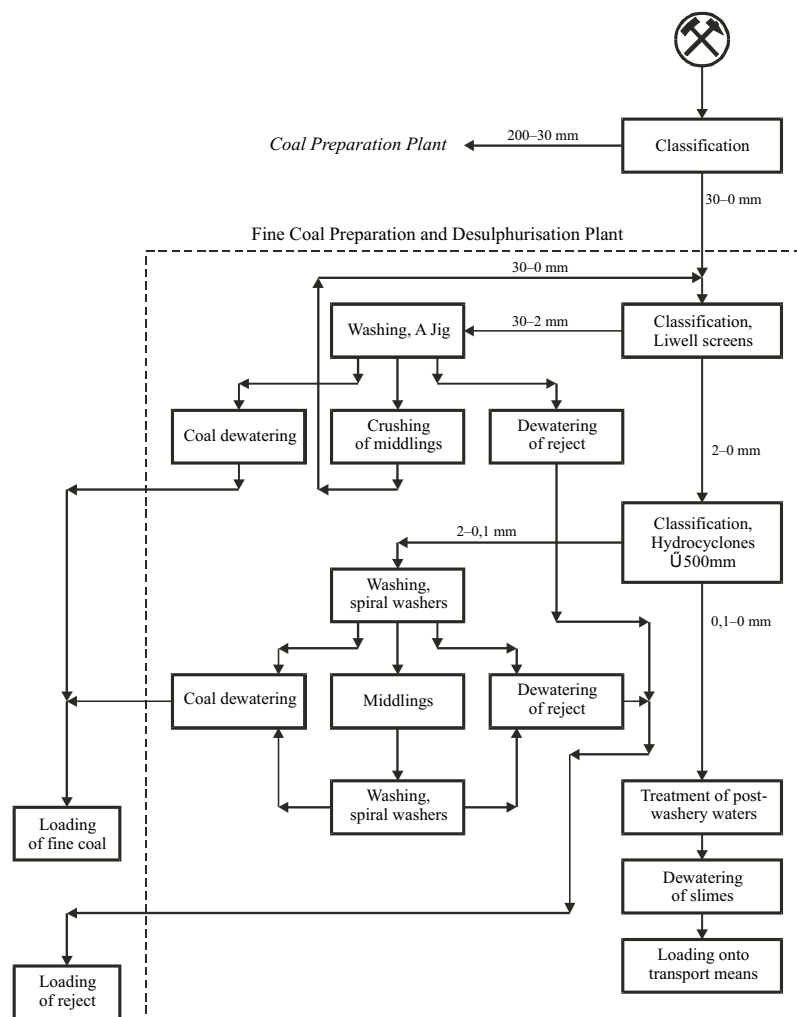 Coal Preparation Plant
200–30 mm
Classification
30–0 mm
Fine Coal Preparation and Desulphurisation Plant
30–0 mm
Washing, A Jig
30–2 mm
Classification,
Liwell screens
Coal dewatering
Crushing
of middlings
Dewatering
of reject
2–0 mm
2–0,1 mm
Classification,
Hydrocyclones
Ű500mm
Washing,
spiral washers
0,1–0 mm
Coal dewatering
Middlings
Dewatering
of reject
Washing,
spiral washers
Treatment of post-
washery waters
Loading
of fine coal
Dewatering
of slimes
Loading onto
transport means
Loading
of reject